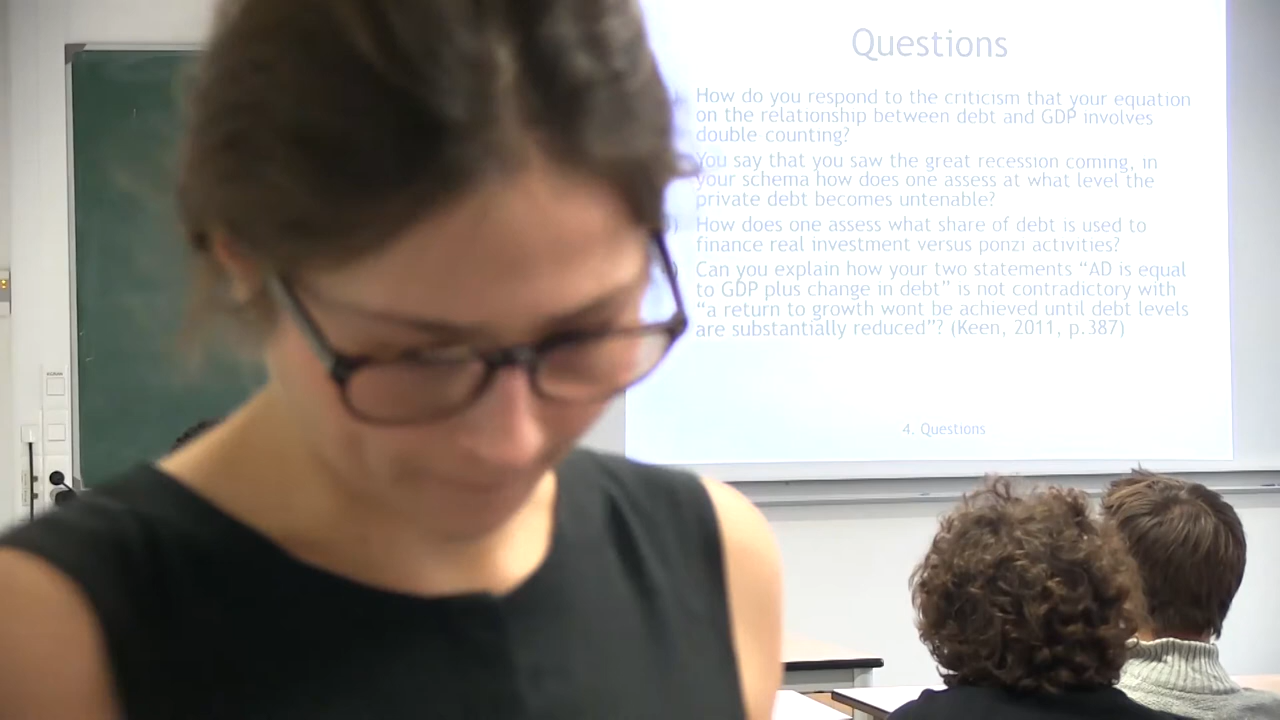 Questions
How do you respond to the criticism that your equation
on the relationship between debt and GDP involves
double counting?
You say that you saw the great recession coming, in
your schema how does one assess at what level the
private debt becomes untenable?
How does one assess what share of debt is used to
finance real investment versus ponzi activities?
Can you explain how your two statements “AD is equal
to GDP plus change in debt” is not contradictory with
“a return to growth wont be achieved until debt levels
are substantially reduced”? (Keen, 2011, p.387)
4. Questions